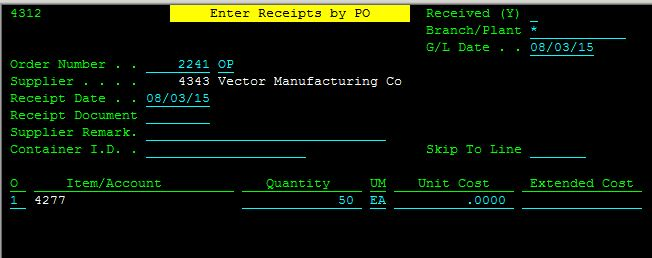 4312 Enter Receipts by PO Received (Y) _
Branch/Plant *
G/L Date . . 08/03/15
Order Number . . 2241 OP
Supplier . . . . 4343 Vector Manufacturing Co
Receipt Date . . 08/03/15
Receipt Document
Supplier Remark.
Container I.D. . Skip To Line
O Item/Account Quantity UM Unit Cost Extended Cost
1 4277 50 EA .0000